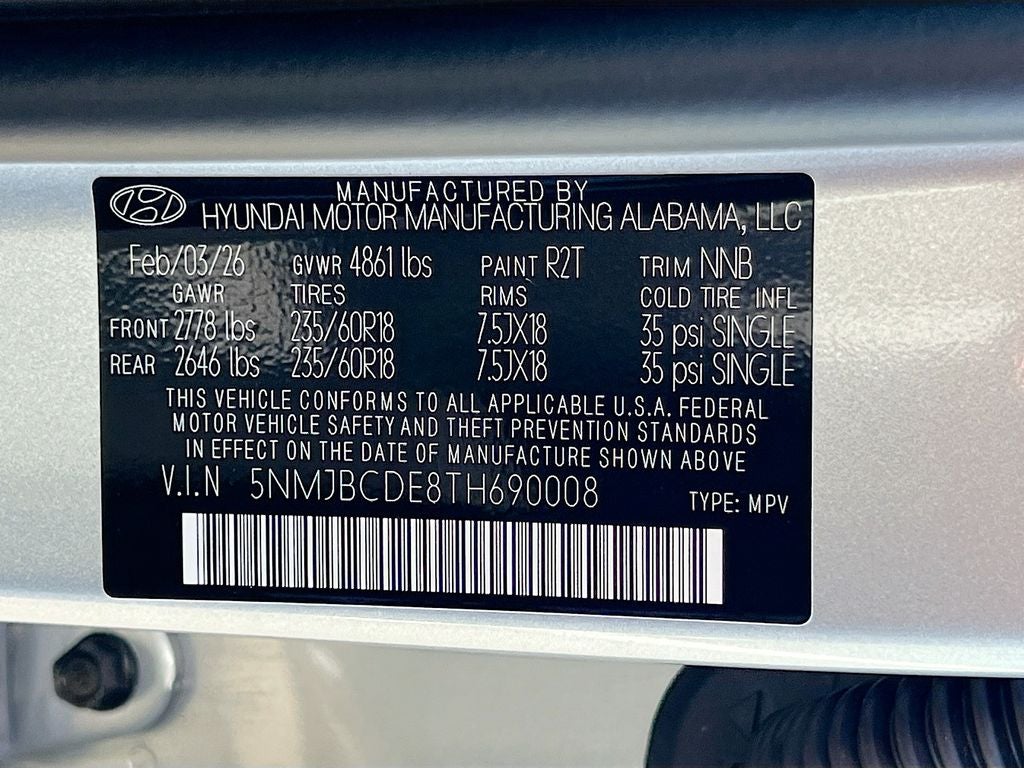 MANUFACTURED BY
HYUNDAI MOTOR MANUFACTURING ALABAMA, LLC
Feb/03/26 GVWR 4861 lbs PAINT R2T TRIM NNB
GAWR TIRES RIMS COLD TIRE INFL
FRONT 2778 lbs 235/60R18 7.5JX18 35 psi SINGLE
REAR 2646 lbs 235/60R18 7.5JX18 35 psi SINGLE
THIS VEHICLE CONFORMS TO ALL APPLICABLE U.S.A. FEDERAL
MOTOR VEHICLE SAFETY AND THEFT PREVENTION STANDARDS
IN EFFECT ON THE DATE OF MANUFACTURE SHOWN ABOVE
V.I.N 5NMJBCDE8TH690008 TYPE: MPV